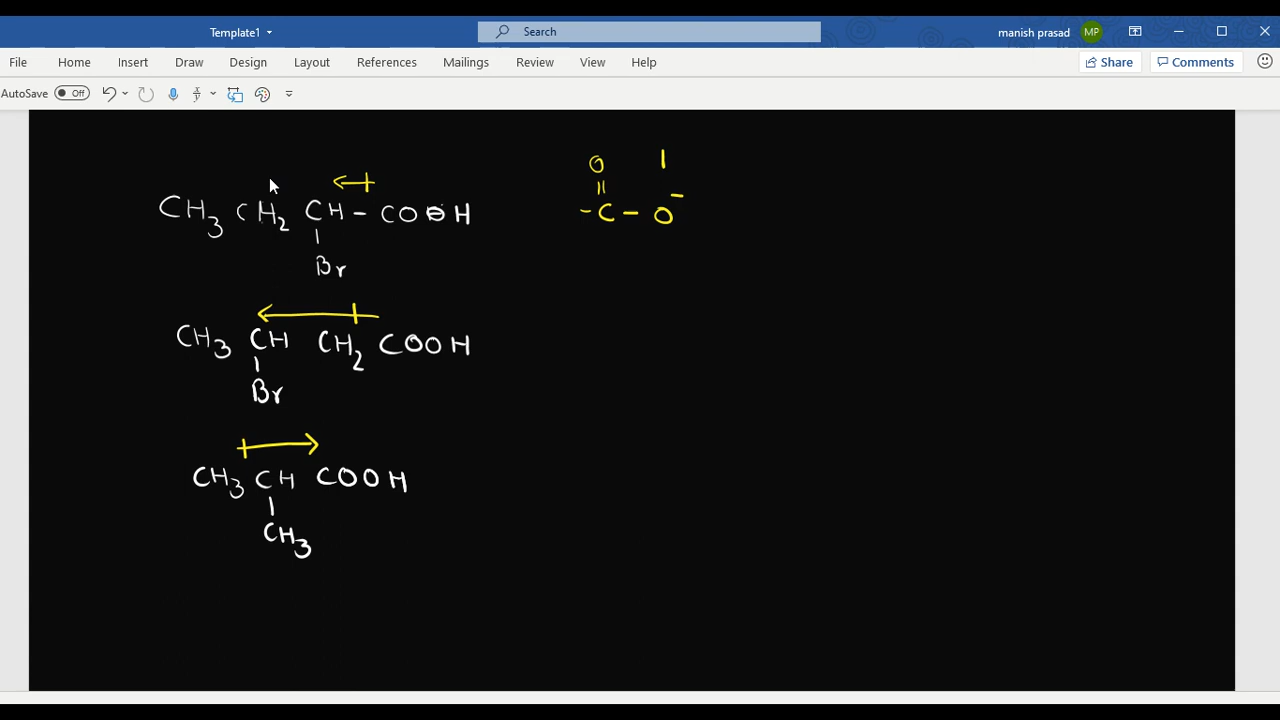 Template1
Search
manish prasad MP
File Home Insert Draw Design Layout References Mailings Review View Help Share Comments
AutoSave Off
O
CH3 CH2 CH - COOH
- C - O-
Br
CH3 CH CH2 COOH
Br
CH3 CH COOH
CH3